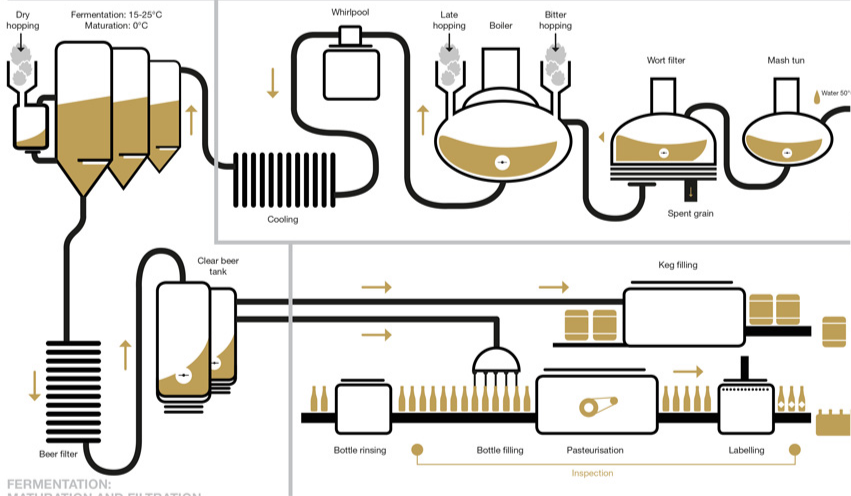 Dry
hopping
Fermentation: 15-25°C
Maturation: 0°C
Whirlpool
Late
hopping
Boiler
Bitter
hopping
Wort filter
Mash tun
Water 50°
Cooling
Spent grain
Clear beer
tank
Keg filling
Beer filter
Bottle rinsing
Bottle filling
Pasteurisation
Labelling
Inspection
FERMENTATION:
MATURATION AND FILTRATION